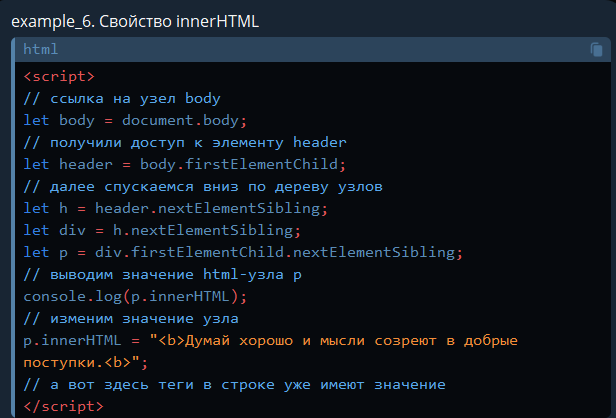 example_6. Свойство innerHTML
html
<script>
// ссылка на узел body
let body = document.body;
// получили доступ к элементу header
let header = body.firstElementChild;
// далее спускаемся вниз по дереву узлов
let h = header.nextElementSibling;
let div = h.nextElementSibling;
let p = div.firstElementChild.nextElementSibling;
// выводим значение html-узла p
console.log(p.innerHTML);
// изменим значение узла
p.innerHTML = "<b>Думай хорошо и мысли созреют в добрые
поступки.<b>";
// а вот здесь теги в строке уже имеют значение
</script>